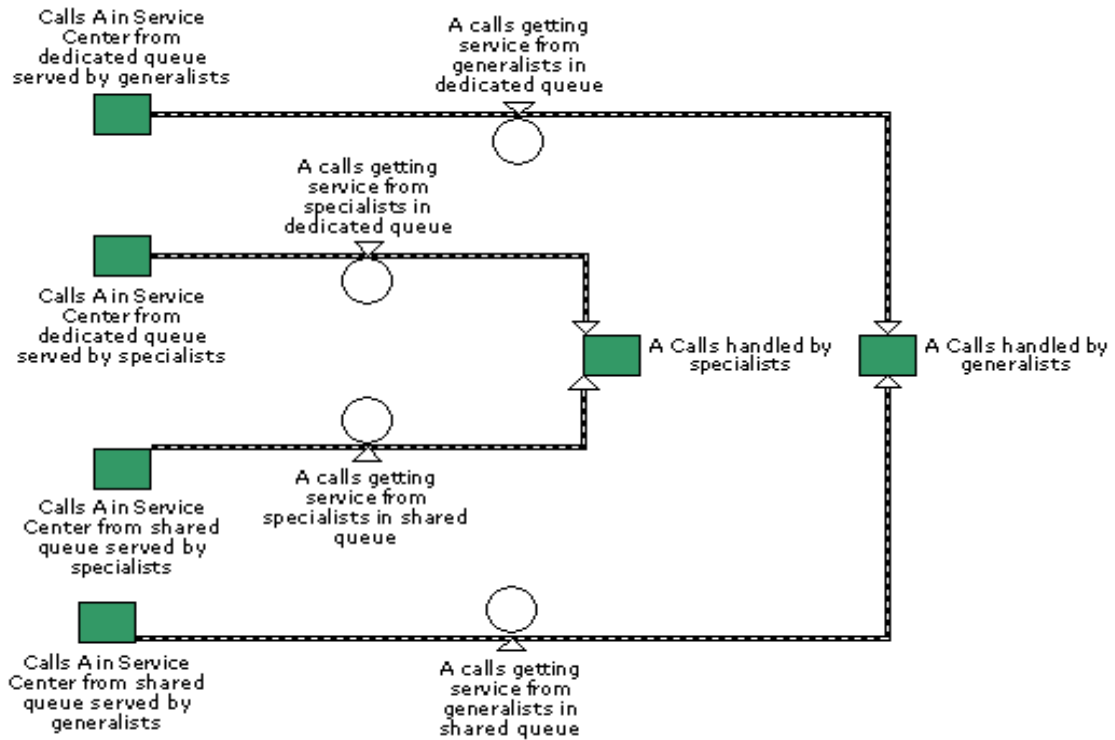 Calls A in Service
Center from
dedicated queue
served by generalists
A calls getting
service from
generalists in
dedicated queue
A calls getting
service from
specialists in
dedicated queue
Calls A in Service
Center from
dedicated queue
served by specialists
A Calls handled by
specialists
A Calls handled by
generalists
A calls getting
service from
specialists in shared
queue
Calls A in Service
Center from shared
queue served by
specialists
Calls A in Service
Center from shared
queue served by
generalists
A calls getting
service from
generalists in
shared queue